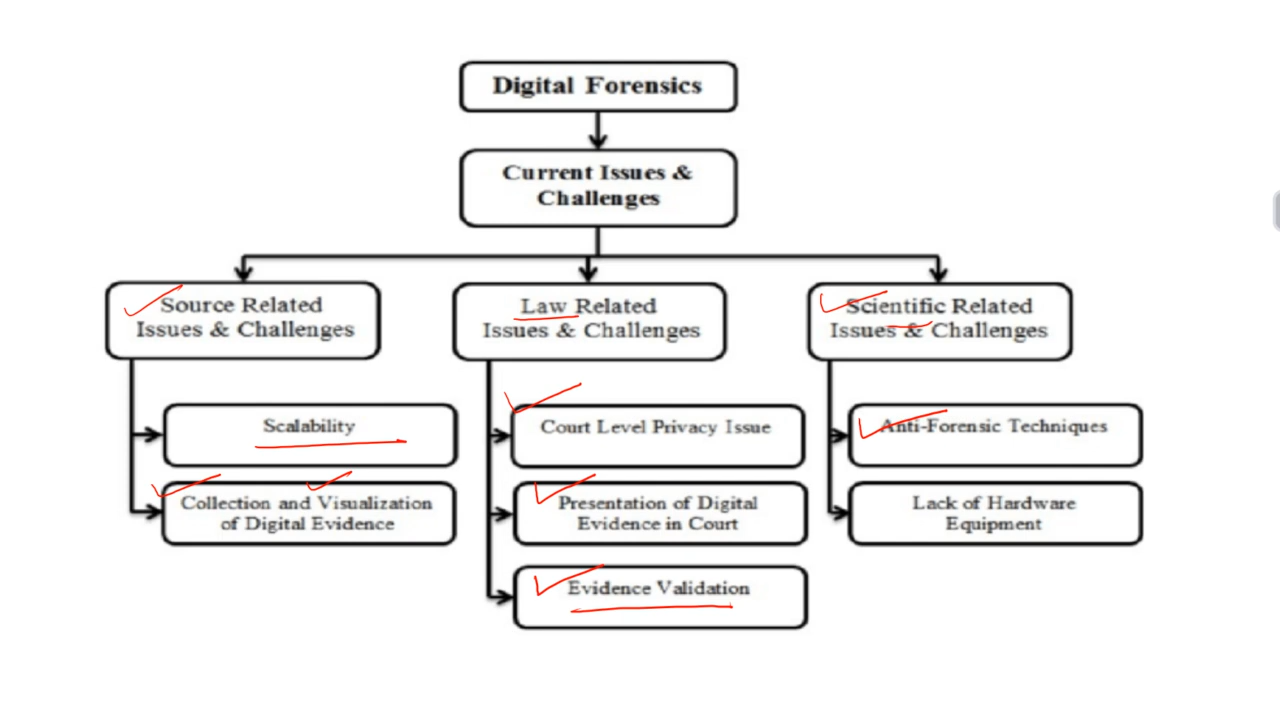 Digital Forensics
Current Issues &
Challenges
Source Related
Issues & Challenges
Law Related
Issues & Challenges
Scientific Related
Issues & Challenges
Scalability
Collection and Visualization
of Digital Evidence
Court Level Privacy Issue
Presentation of Digital
Evidence in Court
Evidence Validation
Anti-Forensic Techniques
Lack of Hardware
Equipment